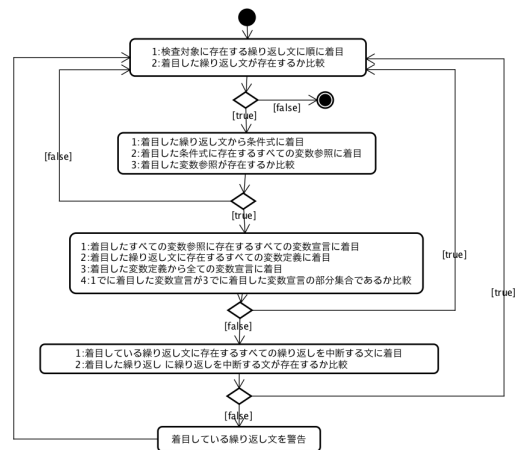 1:検査対象に存在する繰り返し文に順に着目
2:着目した繰り返し文が存在するか比較
[false]
[true]
1:着目した繰り返し文から条件式に着目
2:着目した条件式に存在するすべての変数参照に着目
3:着目した変数参照が存在するか比較
[false]
[true]
1:着目したすべての変数参照に存在するすべての変数宣言に着目
2:着目した繰り返し文に存在するすべての変数定義に着目
3:着目した変数定義から全ての変数宣言に着目
4:1でに着目した変数宣言が3でに着目した変数宣言の部分集合であるか比較
[true]
[true]
[false]
1:着目している繰り返し文に存在するすべての繰り返しを中断する文に着目
2:着目した繰り返し に繰り返しを中断する文が存在するか比較
[false]
着目している繰り返し文を警告